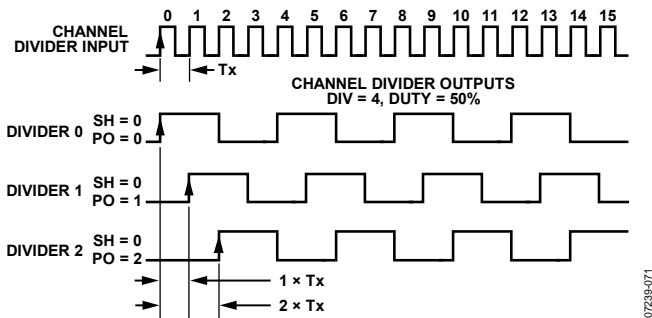 0 1 2 3 4 5 6 7 8 9 10 11 12 13 14 15
CHANNEL
DIVIDER INPUT
Tx
CHANNEL DIVIDER OUTPUTS
DIV = 4, DUTY = 50%
DIVIDER 0
SH = 0
PO = 0
DIVIDER 1
SH = 0
PO = 1
DIVIDER 2
SH = 0
PO = 2
1 × Tx
2 × Tx
07239-071